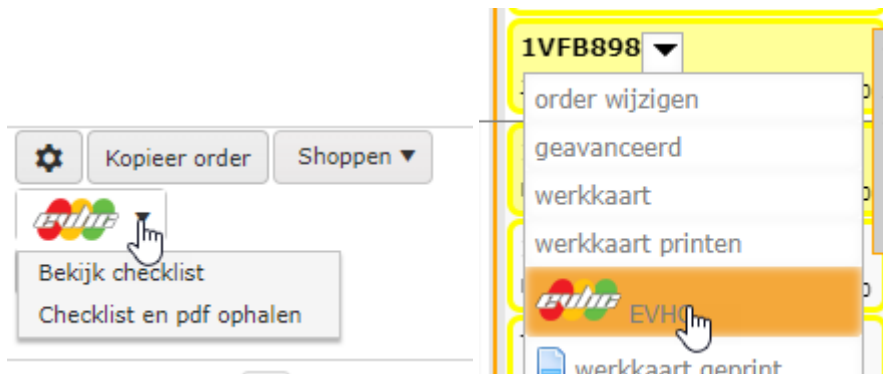 Kopieer order
Shoppen
evhc
Bekijk checklist
Checklist en pdf ophalen
1VFB898
order wijzigen
geavanceerd
werkkaart
werkkaart printen
evhc
werkkaart geprint